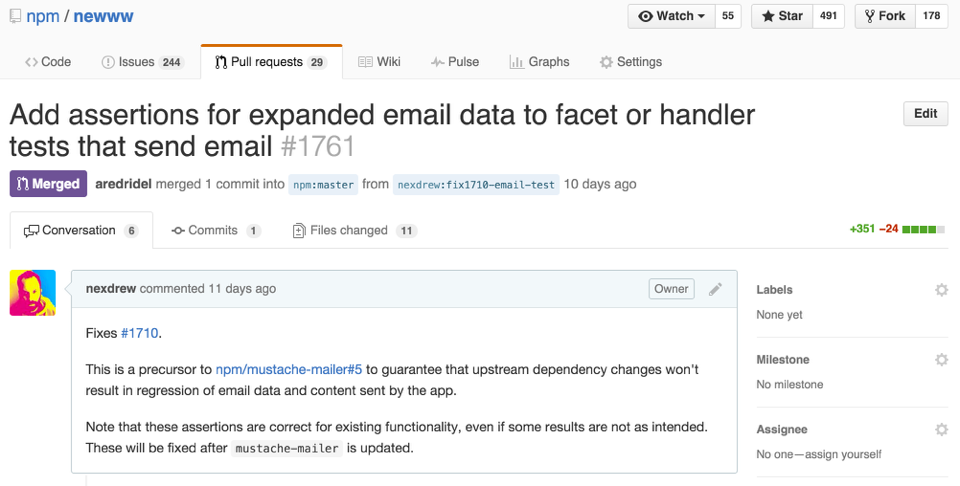 npm / newww
Watch 55 Star 491 Fork 178
Code Issues 244 Pull requests 29 Wiki Pulse Graphs Settings
Add assertions for expanded email data to facet or handler
tests that send email #1761
Edit
Merged aredridel merged 1 commit into npm:master from nexdrew:fix1710-email-test 10 days ago
Conversation 6 Commits 1 Files changed 11 +351 −24
nexdrew commented 11 days ago Owner
Fixes #1710.
This is a precursor to npm/mustache-mailer#5 to guarantee that upstream dependency changes won't
result in regression of email data and content sent by the app.
Note that these assertions are correct for existing functionality, even if some results are not as intended.
These will be fixed after mustache-mailer is updated.
Labels
None yet
Milestone
No milestone
Assignee
No one—assign yourself